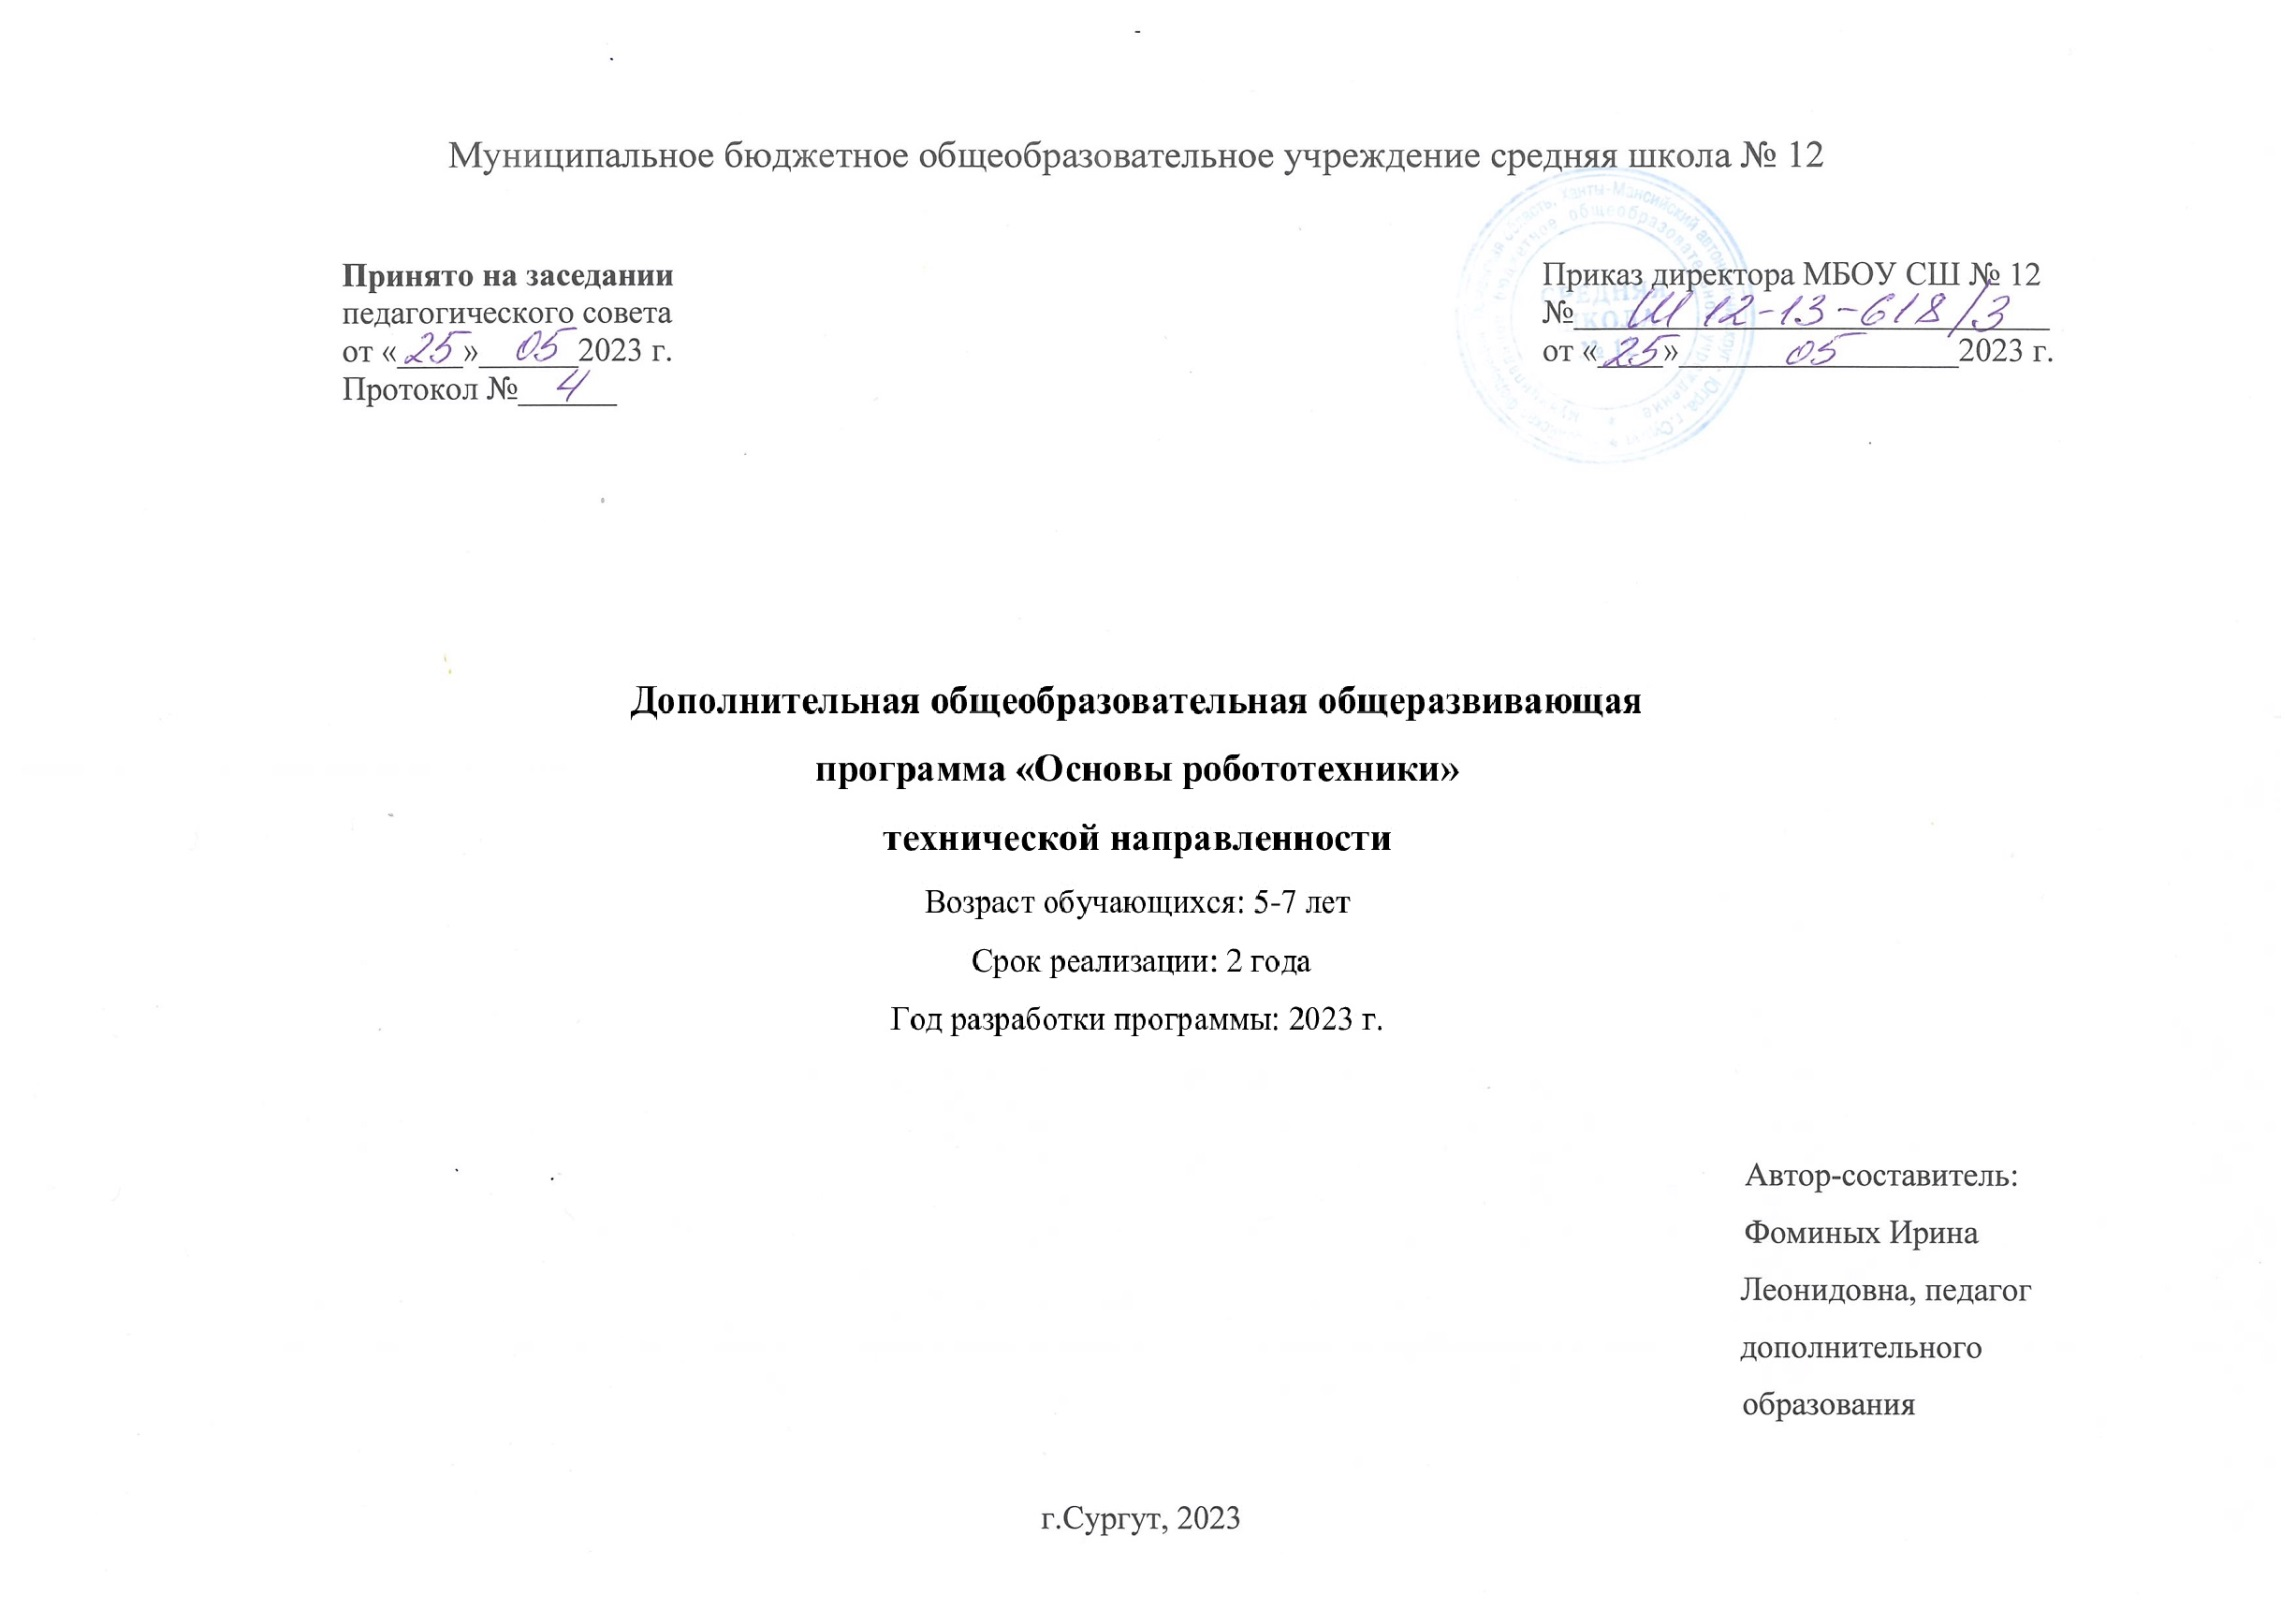 Муниципальное бюджетное общеобразовательное учреждение средняя школа № 12
Принято на заседании
педагогического совета
от «25» 05 2023 г.
Протокол № 4
Приказ директора МБОУ СШ № 12
№ Ш 12-13-618/3
от «25» 05 2023 г.
СРЕДНЯЯ
ШКОЛА
Дополнительная общеобразовательная общеразвивающая
программа «Основы робототехники»
технической направленности
Возраст обучающихся: 5-7 лет
Срок реализации: 2 года
Год разработки программы: 2023 г.
Автор-составитель:
Фоминых Ирина
Леонидовна, педагог
дополнительного
образования
г.Сургут, 2023